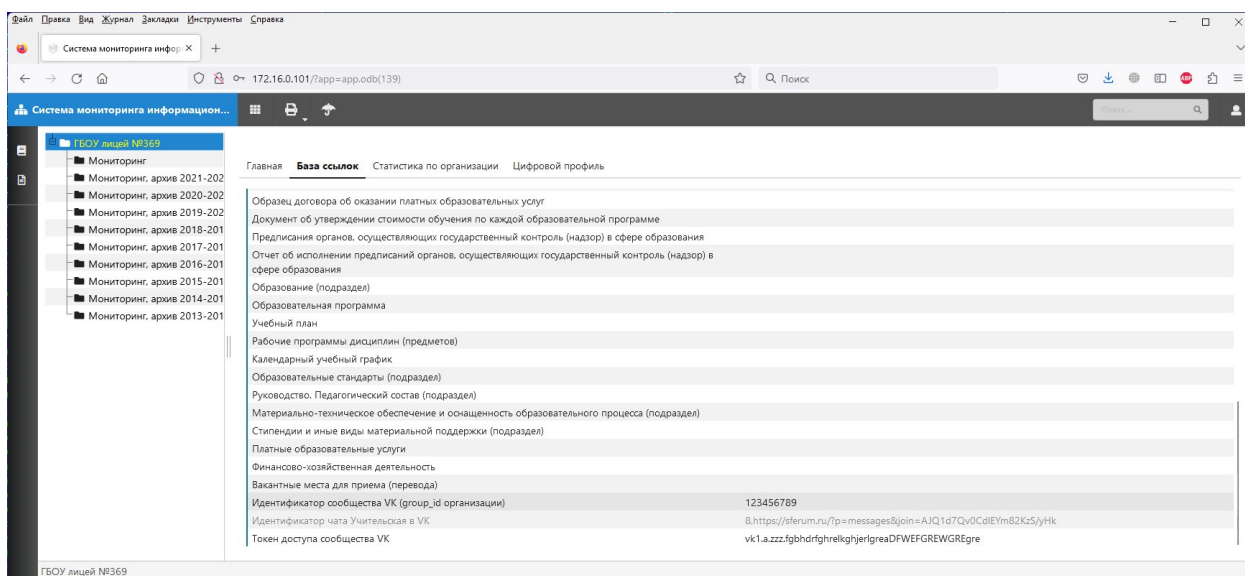 Файл Правка Вид Журнал Закладки Инструменты Справка
Система мониторинга инфор
172.16.0.101/?app=app.odb(139)
Поиск
Система мониторинга информацион...
Поиск...
ГБОУ лицей №369
Мониторинг
Мониторинг, архив 2021-202
Мониторинг, архив 2020-202
Мониторинг, архив 2019-202
Мониторинг, архив 2018-201
Мониторинг, архив 2017-201
Мониторинг, архив 2016-201
Мониторинг, архив 2015-201
Мониторинг, архив 2014-201
Мониторинг, архив 2013-201
Главная База ссылок Статистика по организации Цифровой профиль
Образец договора об оказании платных образовательных услуг
Документ об утверждении стоимости обучения по каждой образовательной программе
Предписания органов, осуществляющих государственный контроль (надзор) в сфере образования
Отчет об исполнении предписаний органов, осуществляющих государственный контроль (надзор) в
сфере образования
Образование (подраздел)
Образовательная программа
Учебный план
Рабочие программы дисциплин (предметов)
Календарный учебный график
Образовательные стандарты (подраздел)
Руководство. Педагогический состав (подраздел)
Материально-техническое обеспечение и оснащенность образовательного процесса (подраздел)
Стипендии и иные виды материальной поддержки (подраздел)
Платные образовательные услуги
Финансово-хозяйственная деятельность
Вакантные места для приема (перевода)
Идентификатор сообщества VK (group_id организации) 123456789
Идентификатор чата Учительская в VK 8,https://sferum.ru/?p=messages&join=AJQ1d7Qv0CdlEYm82KzS/yHk
Токен доступа сообщества VK vk1.a.zzz.fgbhdrfghrelkghjerlgreaDFWEFGREWGREgre
ГБОУ лицей №369